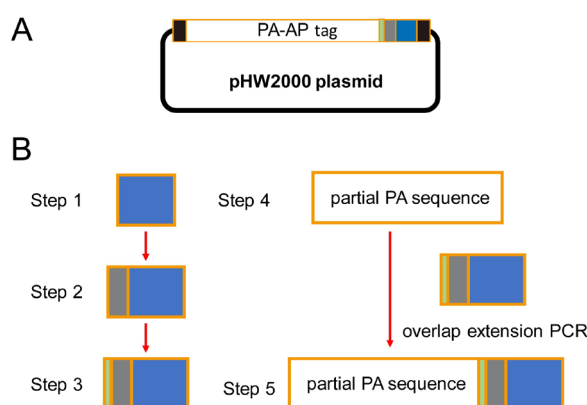 A
PA-AP tag
pHW2000 plasmid
B
Step 1
Step 4
partial PA sequence
Step 2
overlap extension PCR
Step 3
Step 5
partial PA sequence